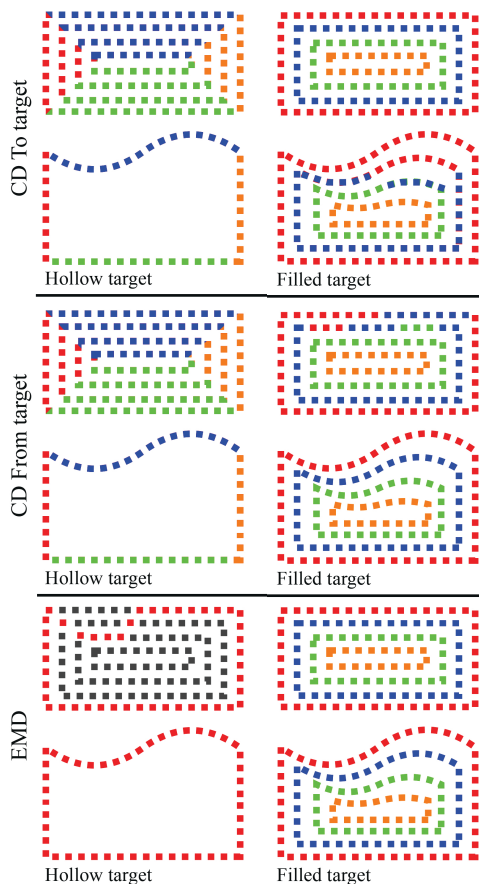 CD To target
Hollow target
Filled target
CD From target
Hollow target
Filled target
EMD
Hollow target
Filled target